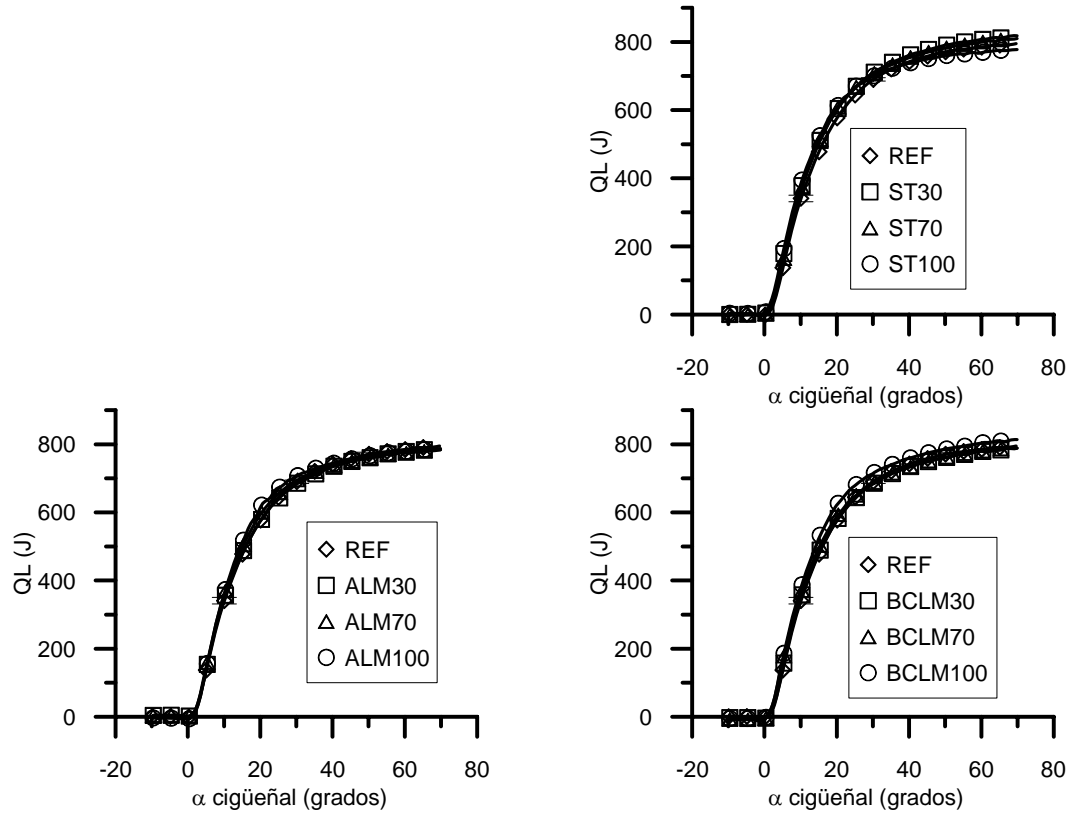 800
600
400
200
0
QL (J)
REF
ST30
ST70
ST100
-20 0 20 40 60 80
α cigüeñal (grados)
800
600
400
200
0
QL (J)
REF
ALM30
ALM70
ALM100
-20 0 20 40 60 80
α cigüeñal (grados)
800
600
400
200
0
QL (J)
REF
BCLM30
BCLM70
BCLM100
-20 0 20 40 60 80
α cigüeñal (grados)